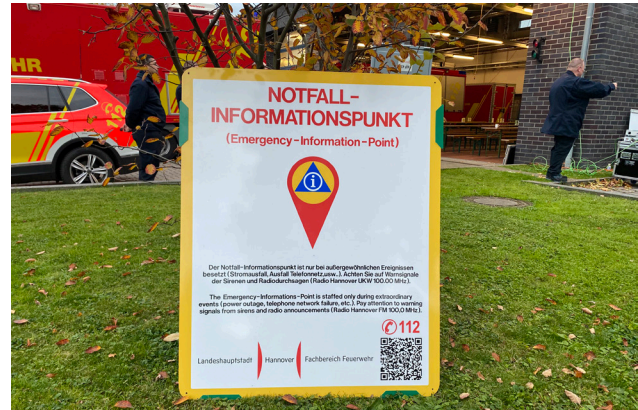 NOTFALL-
INFORMATIONSPUNKT
(Emergency-Information-Point)
i
Der Notfall-Informationspunkt ist nur bei außergewöhnlichen Ereignissen
besetzt (Stromausfall, Ausfall Telefonnetz,usw..). Achten Sie auf Warnsignale
der Sirenen und Radiodurchsagen (Radio Hannover UKW 100.00 MHz).
The Emergency-Informations-Point is staffed only during extraordinary
events (power outage, telephone network failure, etc.). Pay attention to warning
signals from sirens and radio announcements (Radio Hannover FM 100,0 MHz.).
112
Landeshauptstadt Hannover Fachbereich Feuerwehr